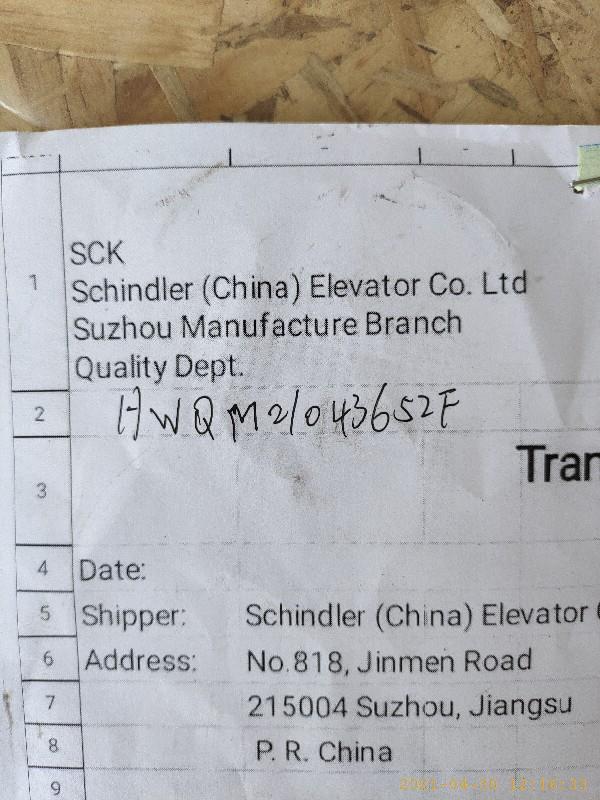 1
SCK
Schindler (China) Elevator Co. Ltd
Suzhou Manufacture Branch
Quality Dept.
2
HWQM21043652F
3
Tran
4 Date:
5 Shipper: Schindler (China) Elevator
6 Address: No.818, Jinmen Road
7 215004 Suzhou, Jiangsu
8 P. R. China
9